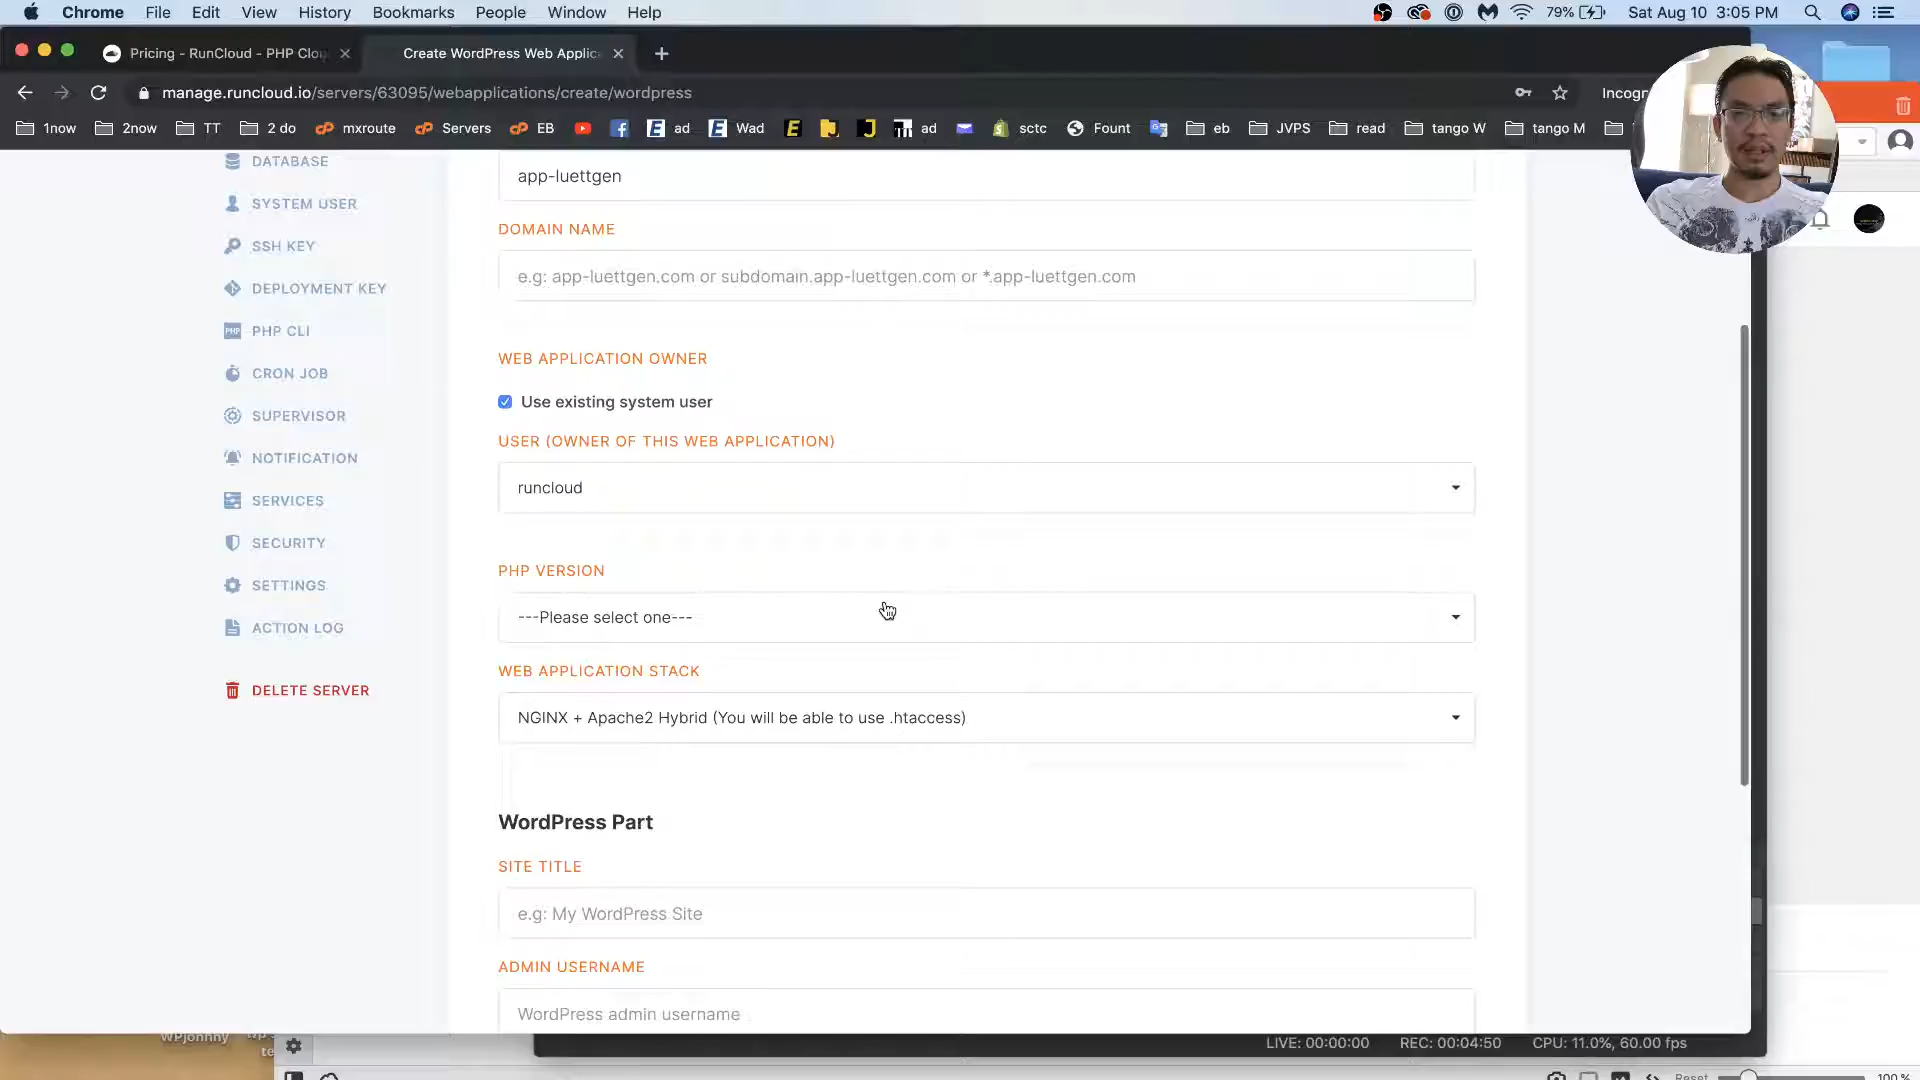 Chrome File Edit View History Bookmarks People Window Help 79% Sat Aug 10 3:05 PM
Pricing - RunCloud - PHP Clou
Create WordPress Web Applic
manage.runcloud.io/servers/63095/webapplications/create/wordpress
Incogn
1now 2now TT 2 do mxroute Servers EB ad Wad ad sctc Fount eb JVPS read tango W tango M
DATABASE
SYSTEM USER
SSH KEY
DEPLOYMENT KEY
PHP CLI
CRON JOB
SUPERVISOR
NOTIFICATION
SERVICES
SECURITY
SETTINGS
ACTION LOG
DELETE SERVER
app-luettgen
DOMAIN NAME
e.g: app-luettgen.com or subdomain.app-luettgen.com or *.app-luettgen.com
WEB APPLICATION OWNER
Use existing system user
USER (OWNER OF THIS WEB APPLICATION)
runcloud
PHP VERSION
---Please select one---
WEB APPLICATION STACK
NGINX + Apache2 Hybrid (You will be able to use .htaccess)
WordPress Part
SITE TITLE
e.g: My WordPress Site
ADMIN USERNAME
WordPress admin username
WPjohnny
te
LIVE: 00:00:00 REC: 00:04:50 CPU: 11.0%, 60.00 fps
Reset 100 %